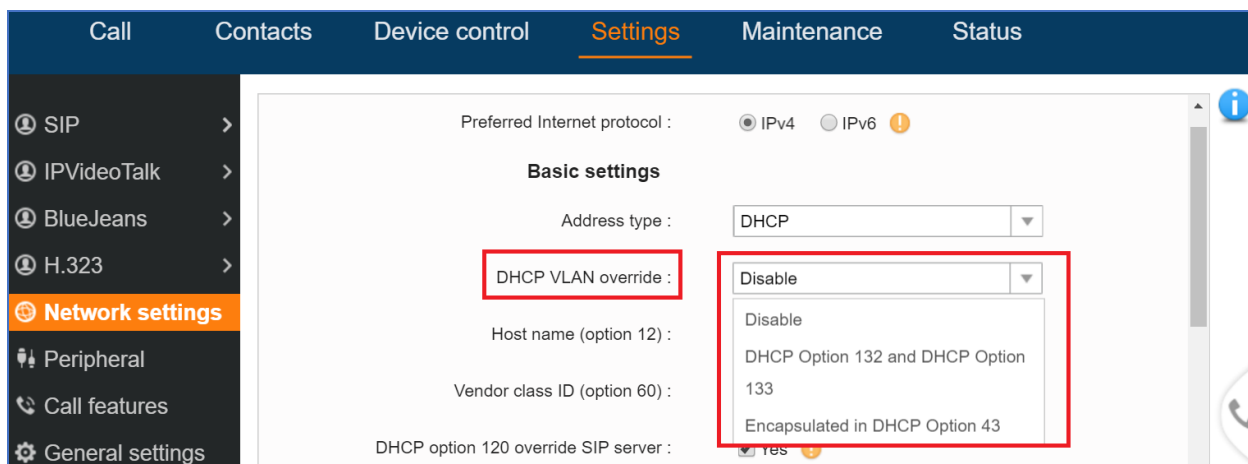 Call Contacts Device control Settings Maintenance Status
SIP
IPVideoTalk
BlueJeans
H.323
Network settings
Peripheral
Call features
General settings
Preferred Internet protocol : IPv4 IPv6
Basic settings
Address type : DHCP
DHCP VLAN override : Disable
Disable
Host name (option 12) :
DHCP Option 132 and DHCP Option
133
Vendor class ID (option 60) :
Encapsulated in DHCP Option 43
DHCP option 120 override SIP server : Yes